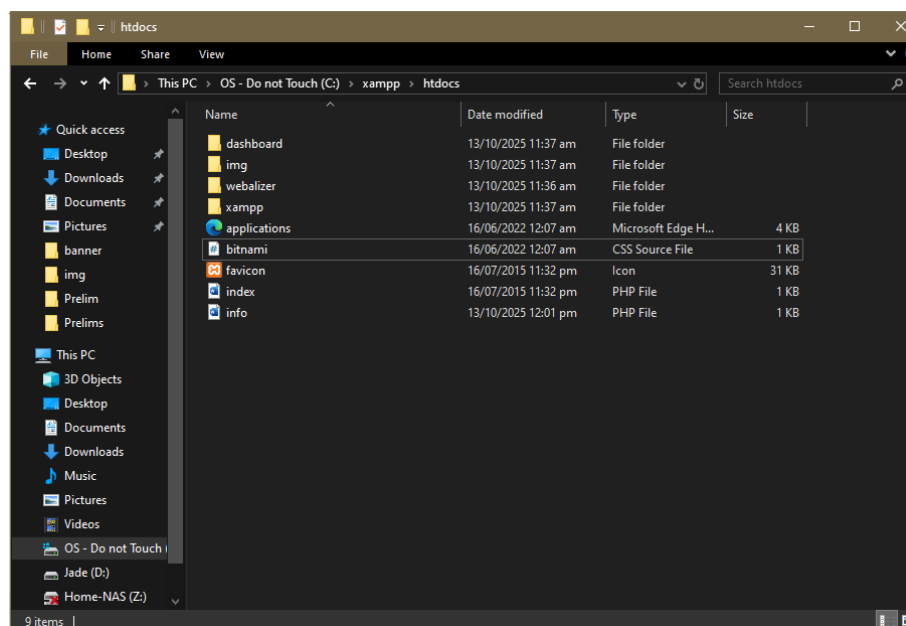 htdocs
File Home Share View
This PC > OS - Do not Touch (C:) > xampp > htdocs Search htdocs
Name Date modified Type Size
Quick access
Desktop
Downloads
Documents
Pictures
banner
img
Prelim
Prelims
This PC
3D Objects
Desktop
Documents
Downloads
Music
Pictures
Videos
OS - Do not Touch (
Jade (D:)
Home-NAS (Z:)
dashboard 13/10/2025 11:37 am File folder
img 13/10/2025 11:37 am File folder
webalizer 13/10/2025 11:36 am File folder
xampp 13/10/2025 11:37 am File folder
applications 16/06/2022 12:07 am Microsoft Edge H... 4 KB
bitnami 16/06/2022 12:07 am CSS Source File 1 KB
favicon 16/07/2015 11:32 pm Icon 31 KB
index 16/07/2015 11:32 pm PHP File 1 KB
info 13/10/2025 12:01 pm PHP File 1 KB
9 items